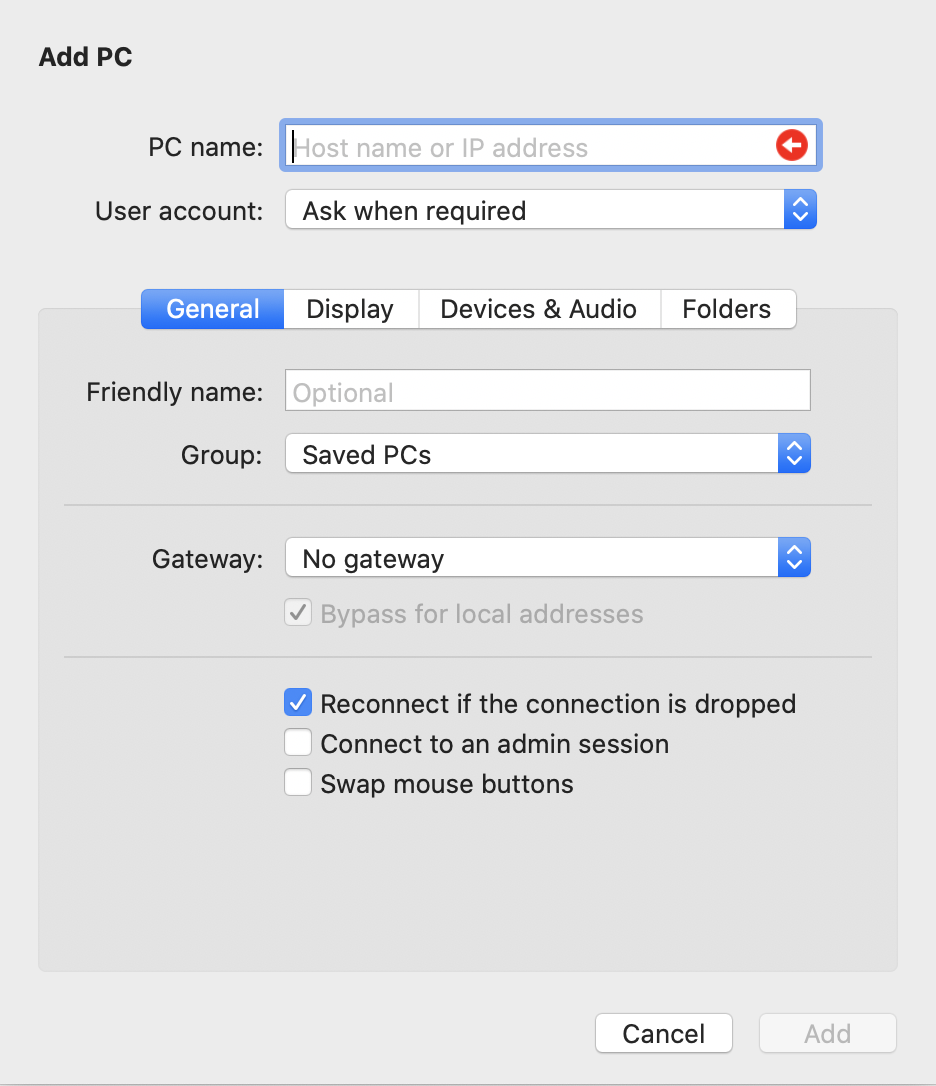 Add PC
PC name: Host name or IP address
User account: Ask when required
General Display Devices & Audio Folders
Friendly name: Optional
Group: Saved PCs
Gateway: No gateway
Bypass for local addresses
Reconnect if the connection is dropped
Connect to an admin session
Swap mouse buttons
Cancel Add